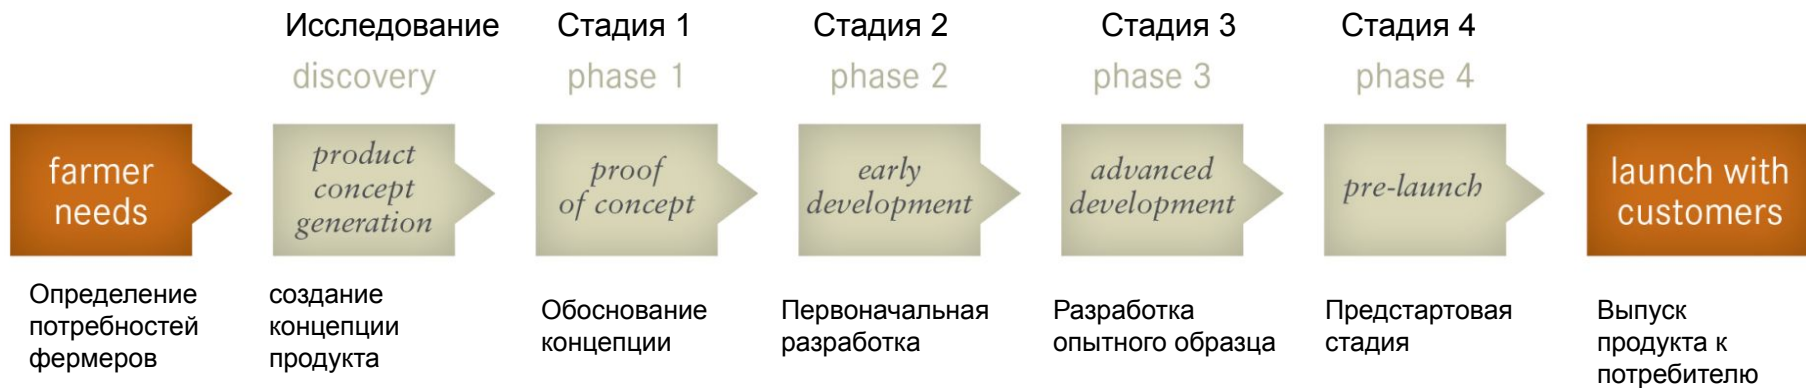 Исследование
Стадия 1
Стадия 2
Стадия 3
Стадия 4
discovery
phase 1
phase 2
phase 3
phase 4
farmer
needs
product
concept
generation
proof
of concept
early
development
advanced
development
pre-launch
launch with
customers
Определение
потребностей
фермеров
создание
концепции
продукта
Обоснование
концепции
Первоначальная
разработка
Разработка
опытного образца
Предстартовая
стадия
Выпуск
продукта к
потребителю